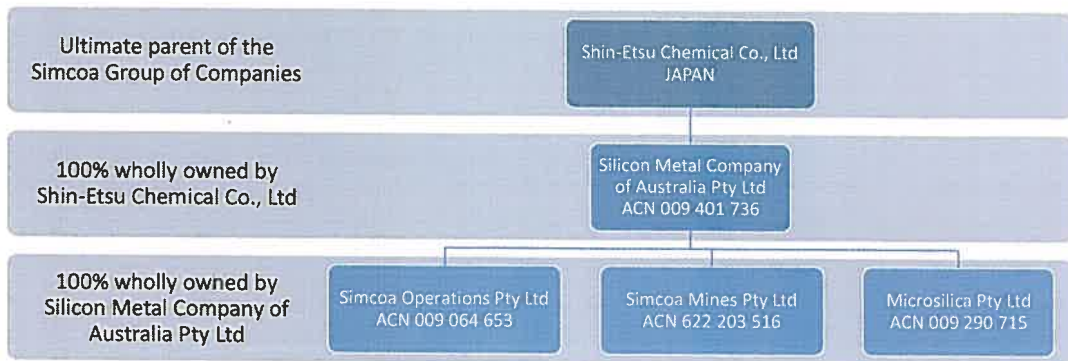 Ultimate parent of the
Simcoa Group of Companies
Shin-Etsu Chemical Co., Ltd
JAPAN
100% wholly owned by
Shin-Etsu Chemical Co., Ltd
Silicon Metal Company
of Australia Pty Ltd
ACN 009 401 736
100% wholly owned by
Silicon Metal Company of
Australia Pty Ltd
Simcoa Operations Pty Ltd
ACN 009 064 653
Simcoa Mines Pty Ltd
ACN 622 203 516
Microsilica Pty Ltd
ACN 009 290 715